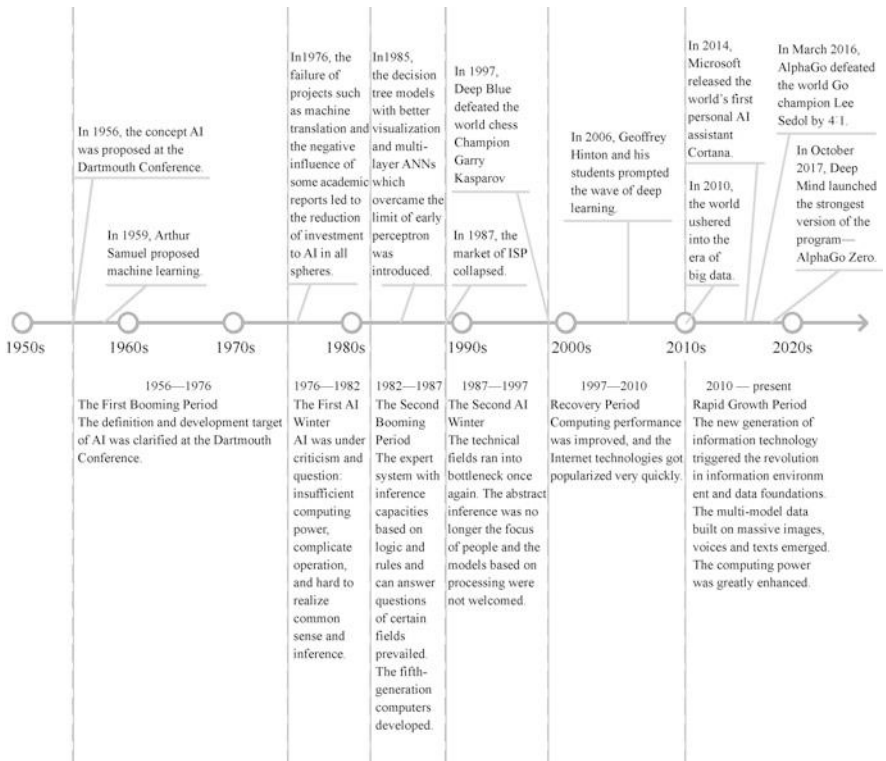 In 1956, the concept AI
was proposed at the
Dartmouth Conference.
In 1959, Arthur
Samuel proposed
machine learning.
In1976, the
failure of
projects such
as machine
translation and
the negative
influence of
some academic
reports led to
the reduction
of investment
to AI in all
spheres.
In1985,
the decision
tree models
with better
visualization
and multi-
layer ANNs
which
overcame the
limit of early
perceptron
was
introduced.
In 1997,
Deep Blue
defeated the
world chess
Champion
Garry
Kasparov
In 1987, the
market of ISP
collapsed.
In 2006, Geoffrey
Hinton and his
students prompted
the wave of deep
learning.
In 2014,
Microsoft
released the
world's first
personal AI
assistant
Cortana.
In 2010,
the world
ushered
into the
era of
big data.
In March 2016,
AlphaGo defeated
the world Go
champion Lee
Sedol by 4:1.
In October
2017, Deep
Mind launched
the strongest
version of the
program—
AlphaGo Zero.
1950s
1960s
1970s
1980s
1990s
2000s
2010s
2020s
1956—1976
The First Booming Period
The definition and development target
of AI was clarified at the Dartmouth
Conference.
1976—1982
The First AI
Winter
AI was under
criticism and
question:
insufficient
computing
power,
complicate
operation,
and hard to
realize
common
sense and
inference.
1982—1987
The Second
Booming
Period
The expert
system with
inference
capacities
based on
logic and
rules and
can answer
questions
of certain
fields
prevailed.
The fifth-
generation
computers
developed.
1987—1997
The Second AI
Winter
The technical
fields ran into
bottleneck once
again. The abstract
inference was no
longer the focus
of people and the
models based on
processing were
not welcomed.
1997—2010
Recovery Period
Computing performance
was improved, and the
Internet technologies got
popularized very quickly.
2010 — present
Rapid Growth Period
The new generation of
information technology
triggered the revolution
in information environm
ent and data foundations.
The multi-model data
built on massive images,
voices and texts emerged.
The computing power
was greatly enhanced.